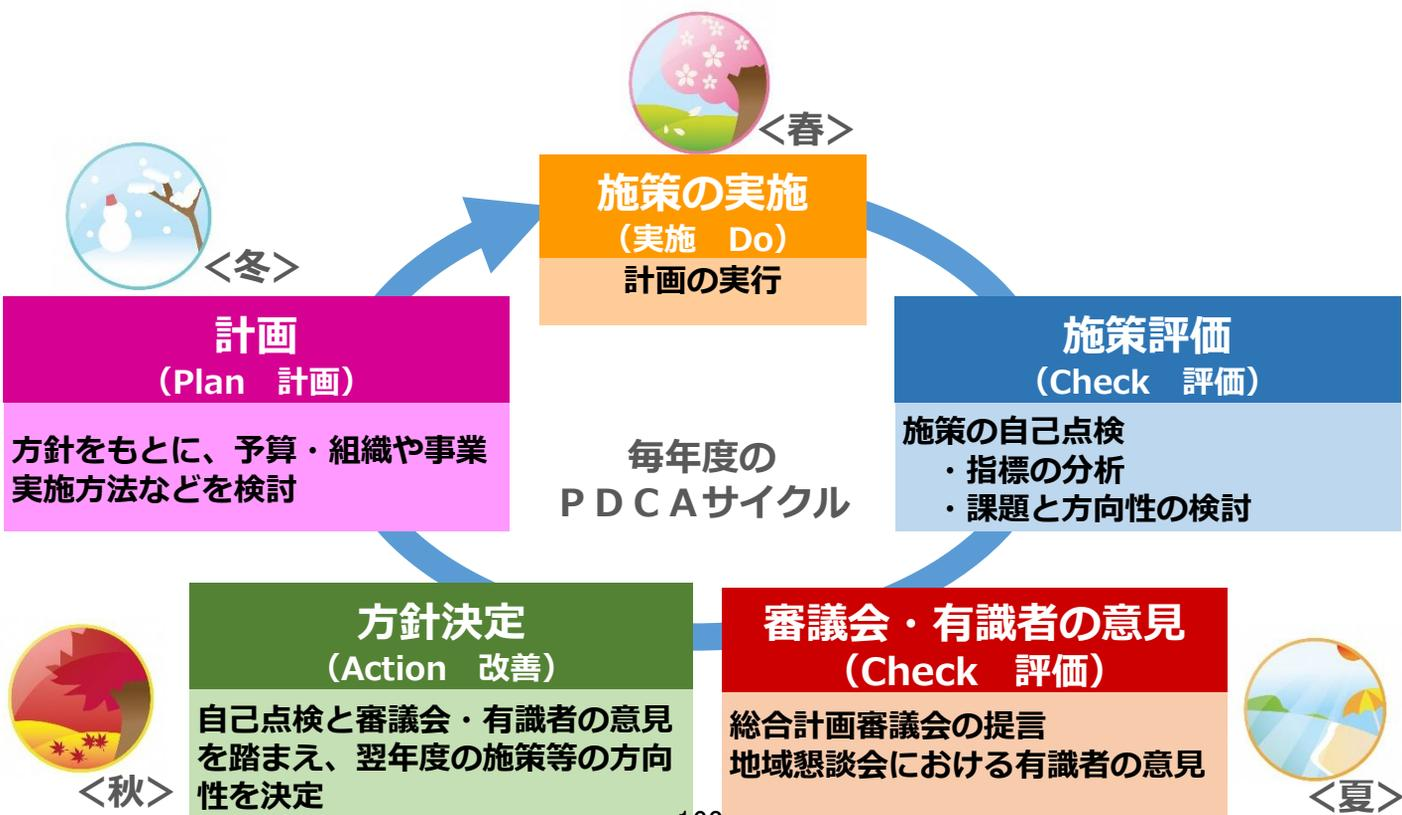 <春>
施策の実施
（実施　Do）
計画の実行
<冬>
計画
（Plan　計画）
方針をもとに、予算・組織や事業
実施方法などを検討
施策評価
（Check　評価）
施策の自己点検
・指標の分析
・課題と方向性の検討
毎年度の
ＰＤＣＡサイクル
方針決定
（Action　改善）
自己点検と審議会・有識者の意見
を踏まえ、翌年度の施策等の方向
性を決定
<秋>
審議会・有識者の意見
（Check　評価）
総合計画審議会の提言
地域懇談会における有識者の意見
<夏>